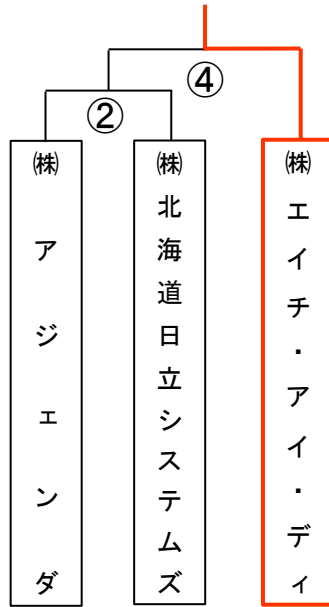 ④
②
㈱アジェンダ
㈱北海道日立システムズ
㈱エイチ・アイ・ディ